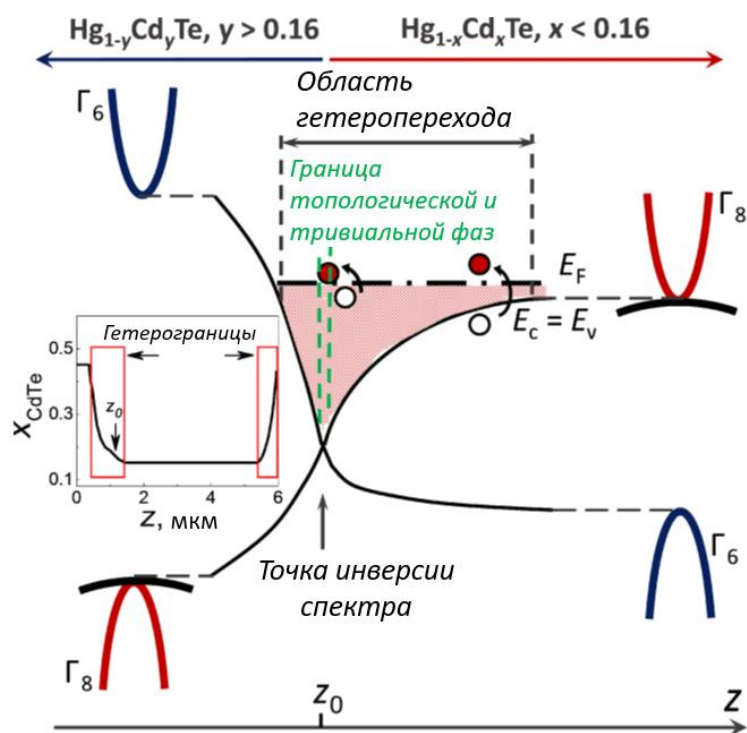 Hg₁₋yCdyTe, y > 0.16
Hg₁₋ₓCdₓTe, x < 0.16
Γ6
Область
гетероперехода
Граница
топологической и
тривиальной фаз
Γ8
EF
Ec = Ev
Гетерограницы
0.5
0.3
0.1
xCdTe
z0
0 2 4 6
Z, мкм
Точка инверсии
спектра
Γ6
Γ8
z0
Z